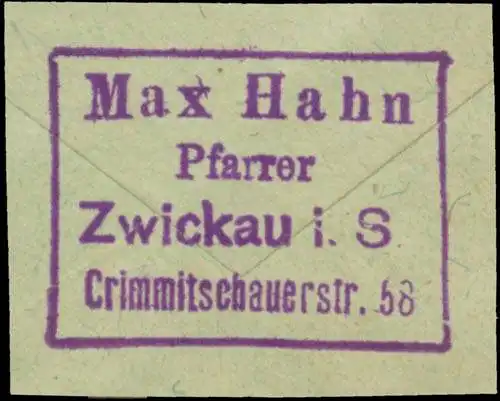 Max Hahn
Pfarrer
Zwickau i. S
Crimmitschauerstr. 58